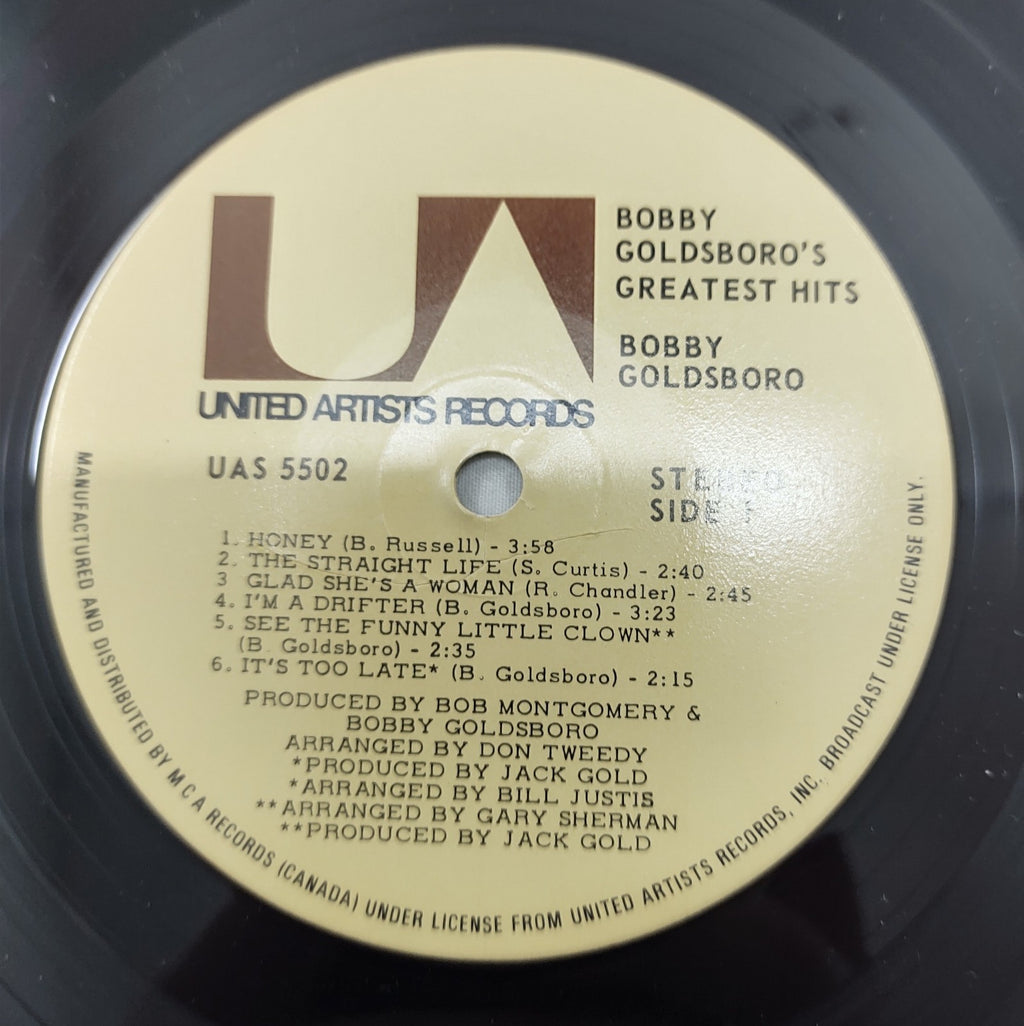 UA
UNITED ARTISTS RECORDS
BOBBY
GOLDSBORO'S
GREATEST HITS
BOBBY
GOLDSBORO
UAS 5502
STEREO
SIDE
1. HONEY (B. Russell) - 3:58
2. THE STRAIGHT LIFE (S. Curtis) - 2:40
3 GLAD SHE'S A WOMAN (R. Chandler) - 2:45
4. I'M A DRIFTER (B. Goldsboro) - 3:23
5. SEE THE FUNNY LITTLE CLOWN**
(B. Goldsboro) - 2:35
6. IT'S TOO LATE* (B. Goldsboro) - 2:15
PRODUCED BY BOB MONTGOMERY &
BOBBY GOLDSBORO
ARRANGED BY DON TWEEDY
*PRODUCED BY JACK GOLD
*ARRANGED BY BILL JUSTIS
**ARRANGED BY GARY SHERMAN
**PRODUCED BY JACK GOLD
MANUFACTURED AND DISTRIBUTED BY M C A RECORDS (CANADA) UNDER LICENSE FROM UNITED ARTISTS RECORDS, INC. BROADCAST UNDER LICENSE ONLY.